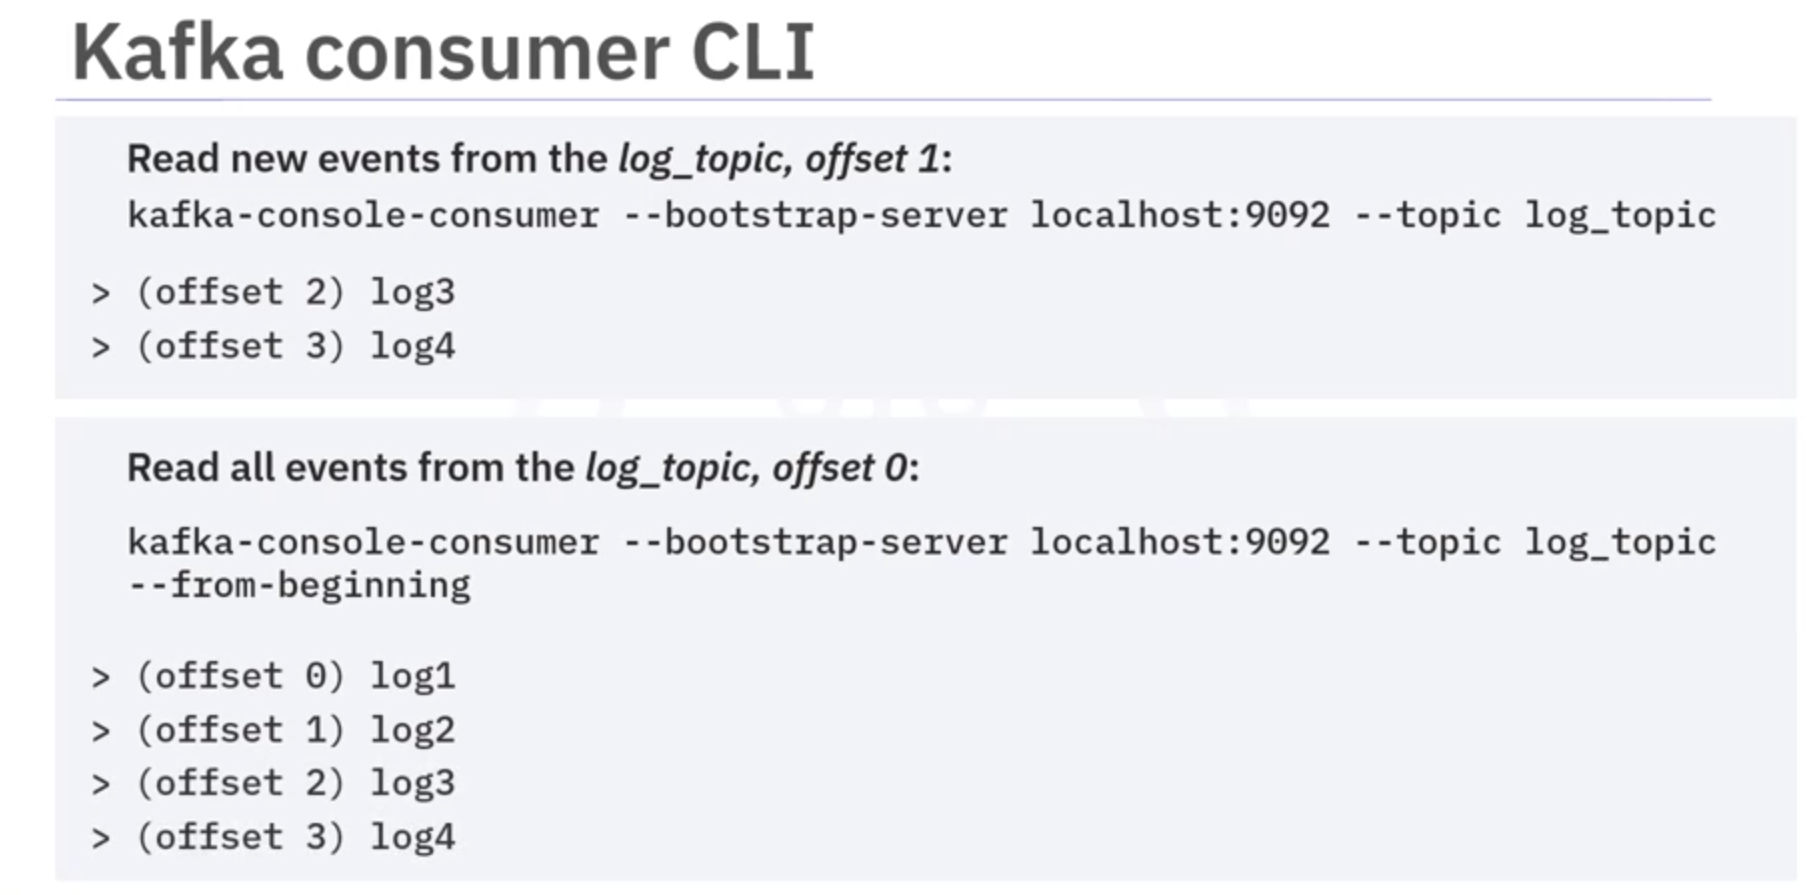 Kafka consumer CLI
Read new events from the log_topic, offset 1:
kafka-console-consumer --bootstrap-server localhost:9092 --topic log_topic
> (offset 2) log3
> (offset 3) log4
Read all events from the log_topic, offset 0:
kafka-console-consumer --bootstrap-server localhost:9092 --topic log_topic
--from-beginning
> (offset 0) log1
> (offset 1) log2
> (offset 2) log3
> (offset 3) log4